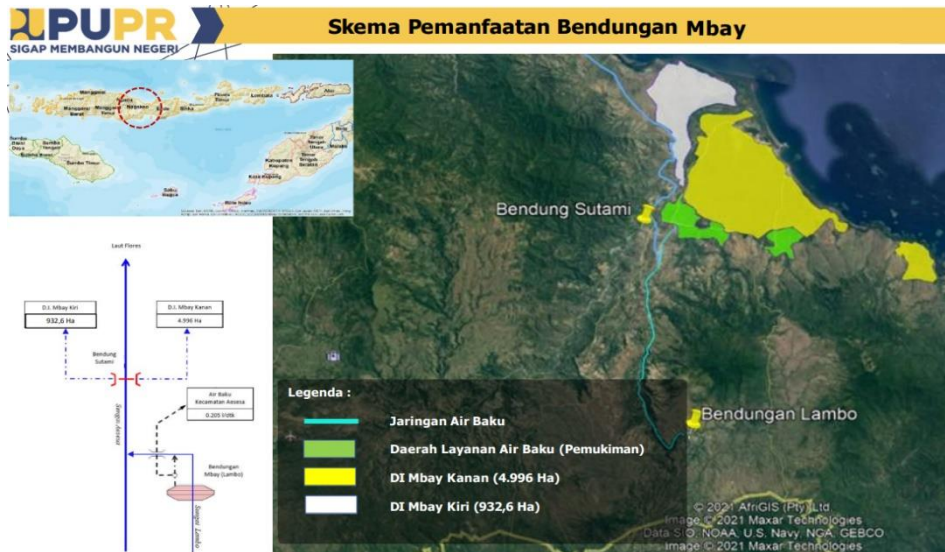 PUPR
SIGAP MEMBANGUN NEGERI
Skema Pemanfaatan Bendungan Mbay
Laut Flores
D.I. Mbay Kiri
932,6 Ha
D.I. Mbay Kanan
4.996 Ha
Bendung
Sutami
Air Baku
Kecamatan Aesesa
0.205 l/dtk
Sungai Aesesa
Bendungan
Mbay (Lambo)
Sungai Lambo
Bendung Sutami
Bendungan Lambo
Legenda :
Jaringan Air Baku
Daerah Layanan Air Baku (Pemukiman)
DI Mbay Kanan (4.996 Ha)
DI Mbay Kiri (932,6 Ha)
© 2021 AfriGIS (Pty) Ltd
Image © 2021 Maxar Technologies
Data SIO, NOAA, U.S. Navy, NGA, GEBCO
Image © 2021 Maxar Technologies